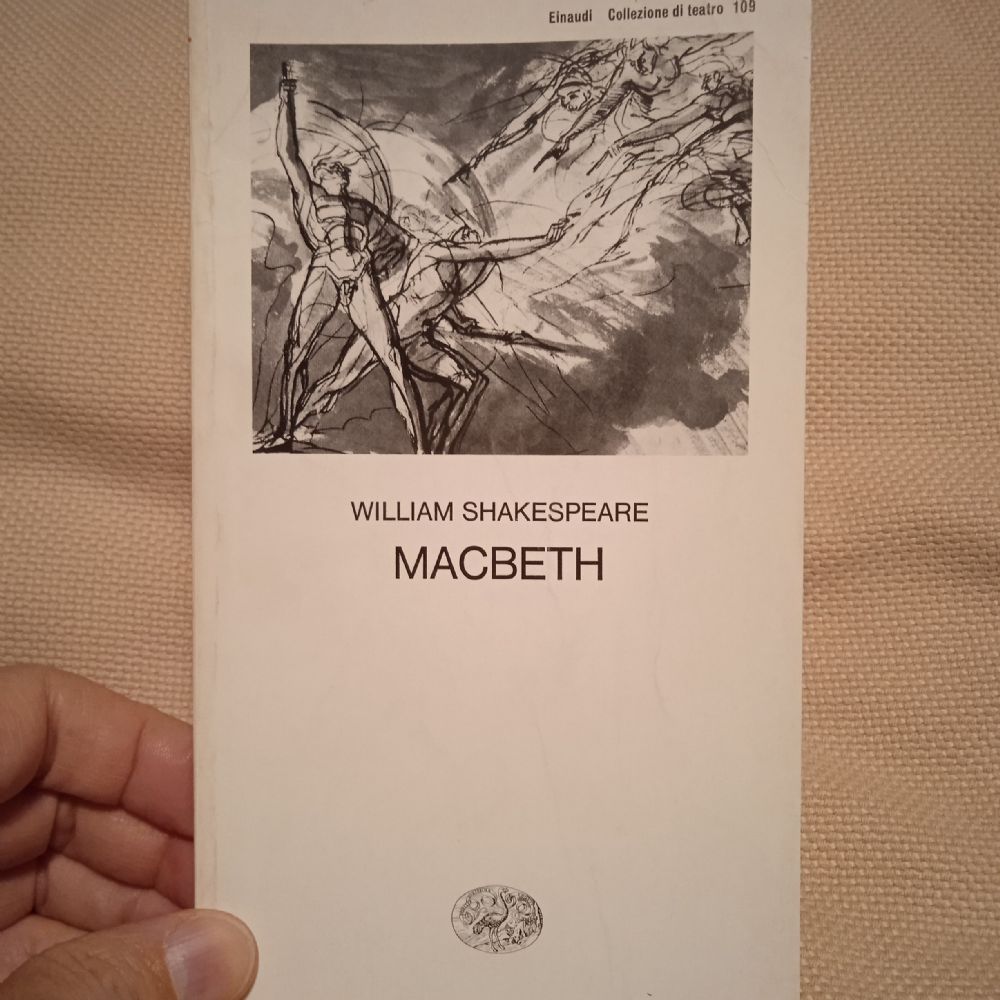 Einaudi Collezione di teatro 109
WILLIAM SHAKESPEARE
MACBETH